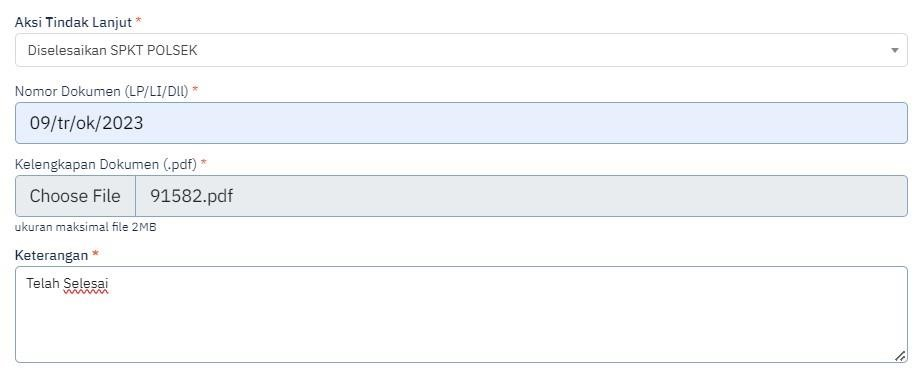 Aksi Tindak Lanjut *
Diselesaikan SPKT POLSEK
Nomor Dokumen (LP/LI/Dll) *
09/tr/ok/2023
Kelengkapan Dokumen (.pdf) *
Choose File 91582.pdf
ukuran maksimal file 2MB
Keterangan *
Telah Selesai